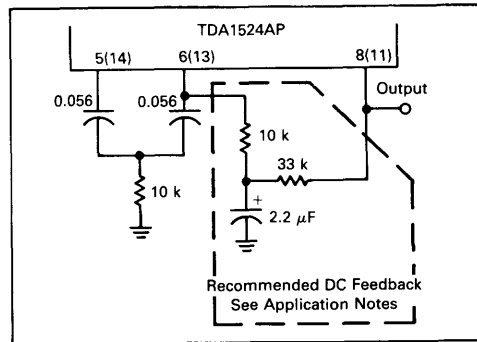 TDA1524AP
5(14) 6(13) 8(11)
0.056 0.056 Output
10 k
33 k
10 k
+
2.2 μF
Recommended DC Feedback
See Application Notes